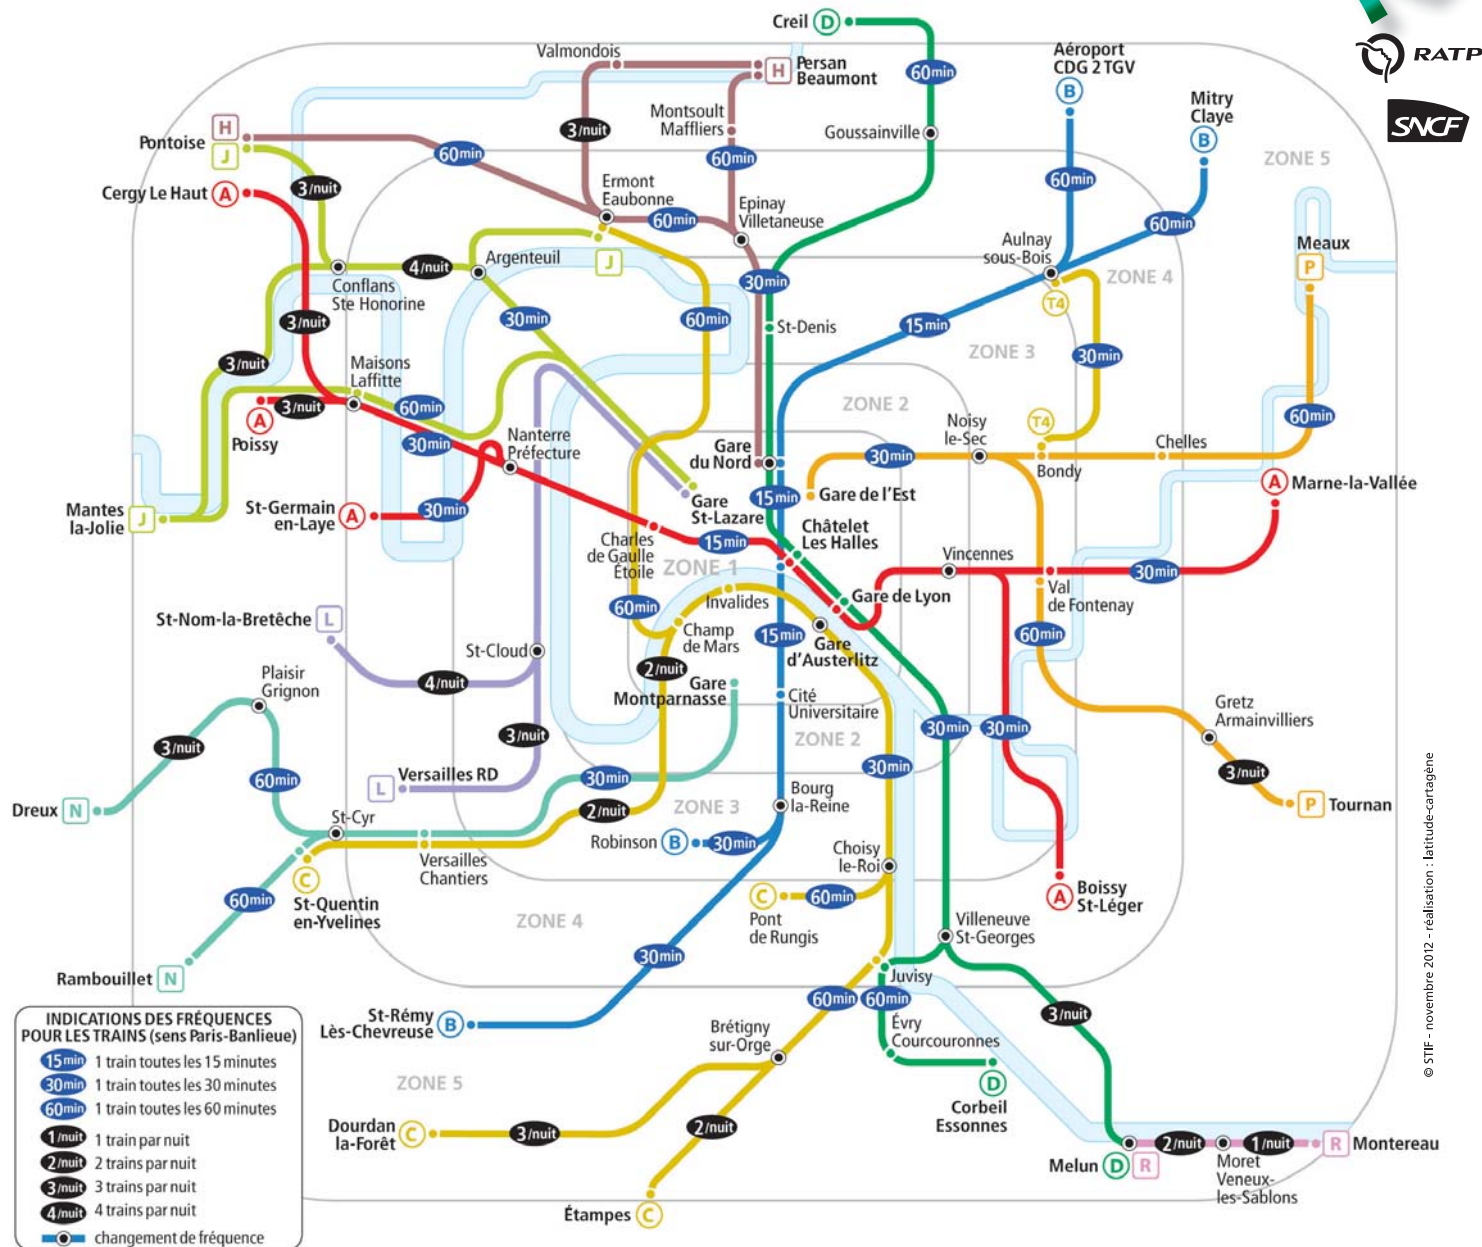 Creil D
60min
Valmondois
H
Persan
Beaumont
Aéroport
CDG 2 TGV
B
Mitry
Claye
B
RATP
SNCF
Pontoise
H
J
3/nuit
60min
Montsoult
Maffliers
60min
Goussainville
ZONE 5
Cergy Le Haut A
3/nuit
Ermont
Eaubonne
60min
Epinay
Villetaneuse
60min
60min
Aulnay
sous-Bois
Meaux
P
Conflans
Ste Honorine
4/nuit
Argenteuil
J
30min
T4
ZONE 4
3/nuit
30min
60min
St-Denis
15min
ZONE 3
30min
3/nuit
Maisons
Laffitte
A
Poissy
3/nuit
60min
30min
ZONE 2
Noisy
le-Sec
T4
60min
Nanterre
Préfecture
Gare
du Nord
30min
Bondy
Chelles
Mantes
la-Jolie
J
St-Germain
en-Laye
A
30min
Gare
St-Lazare
15min
Gare de l'Est
A
Marne-la-Vallée
Charles
de Gaulle
Étoile
15min
ZONE 1
Châtelet
Les Halles
Vincennes
30min
Val
de Fontenay
60min
Invalides
Gare de Lyon
St-Nom-la-Bretêche L
4/nuit
St-Cloud
Champ
de Mars
2/nuit
15min
Gare
d'Austerlitz
60min
Plaisir
Grignon
Gare
Montparnasse
Cité
Universitaire
ZONE 2
30min
30min
Gretz
Armainvilliers
3/nuit
3/nuit
60min
3/nuit
P Tournan
L Versailles RD
30min
30min
Dreux N
St-Cyr
2/nuit
ZONE 3
Bourg
la-Reine
Robinson B
30min
Choisy
le-Roi
Versailles
Chantiers
C
St-Quentin
en-Yvelines
60min
C
Pont
de Rungis
60min
A
Boissy
St-Léger
ZONE 4
Villeneuve
St-Georges
Rambouillet N
30min
Juvisy
St-Rémy
Lès-Chevreuse
B
60min
60min
3/nuit
Brétigny
sur-Orge
Évry
Courcouronnes
D
Corbeil
Essonnes
ZONE 5
Dourdan
la-Forêt
C
3/nuit
2/nuit
Étampes C
Melun D R
2/nuit
Moret
Veneux-
les-Sablons
1/nuit
R Montereau
INDICATIONS DES FRÉQUENCES
POUR LES TRAINS (sens Paris-Banlieue)
15min 1 train toutes les 15 minutes
30min 1 train toutes les 30 minutes
60min 1 train toutes les 60 minutes
1/nuit 1 train par nuit
2/nuit 2 trains par nuit
3/nuit 3 trains par nuit
4/nuit 4 trains par nuit
changement de fréquence
© STIF - novembre 2012 - réalisation : latitude-cartagène